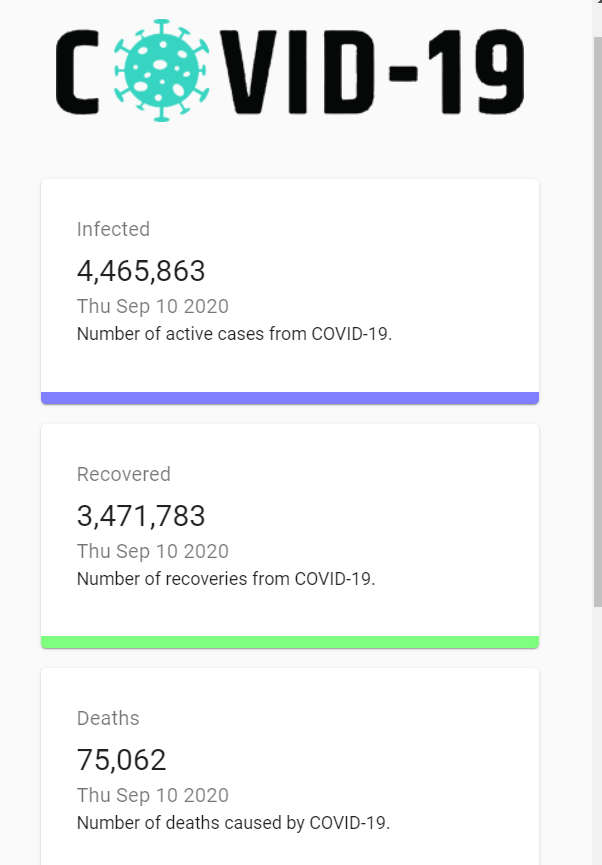 COVID-19
Infected
4,465,863
Thu Sep 10 2020
Number of active cases from COVID-19.
Recovered
3,471,783
Thu Sep 10 2020
Number of recoveries from COVID-19.
Deaths
75,062
Thu Sep 10 2020
Number of deaths caused by COVID-19.